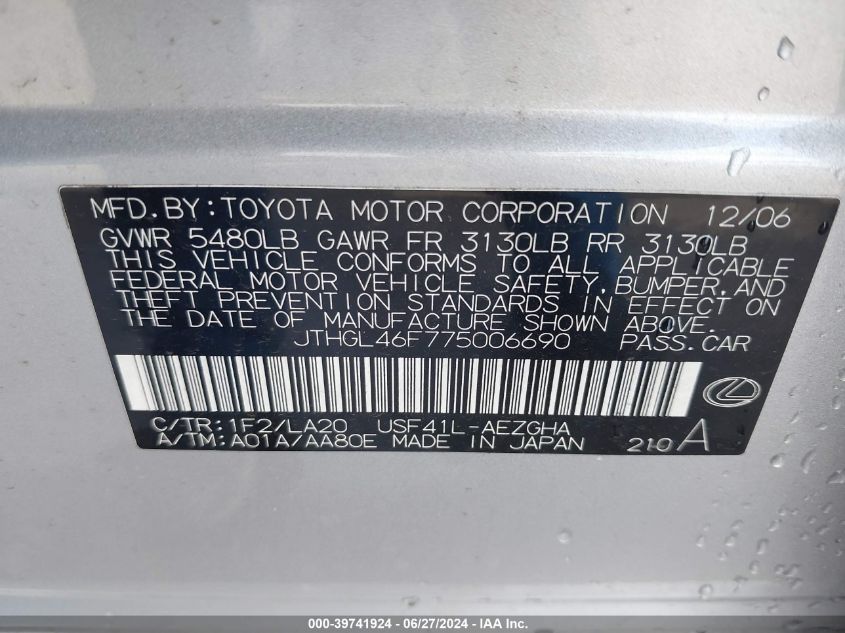 MFD.BY:TOYOTA MOTOR CORPORATION 12/06
GVWR 5480LB GAWR FR 3130LB RR 3130LB
THIS VEHICLE CONFORMS TO ALL APPLICABLE
FEDERAL MOTOR VEHICLE SAFETY,BUMPER,AND
THEFT PREVENTION STANDARDS IN EFFECT ON
THE DATE OF MANUFACTURE SHOWN ABOVE.
JTHGL46F775006690 PASS.CAR
C/TR:1F2/LA20 USF41L-AEZGHA
A/TM:A01A/AA80E MADE IN JAPAN 210 A
000-39741924 - 06/27/2024 - IAA Inc.